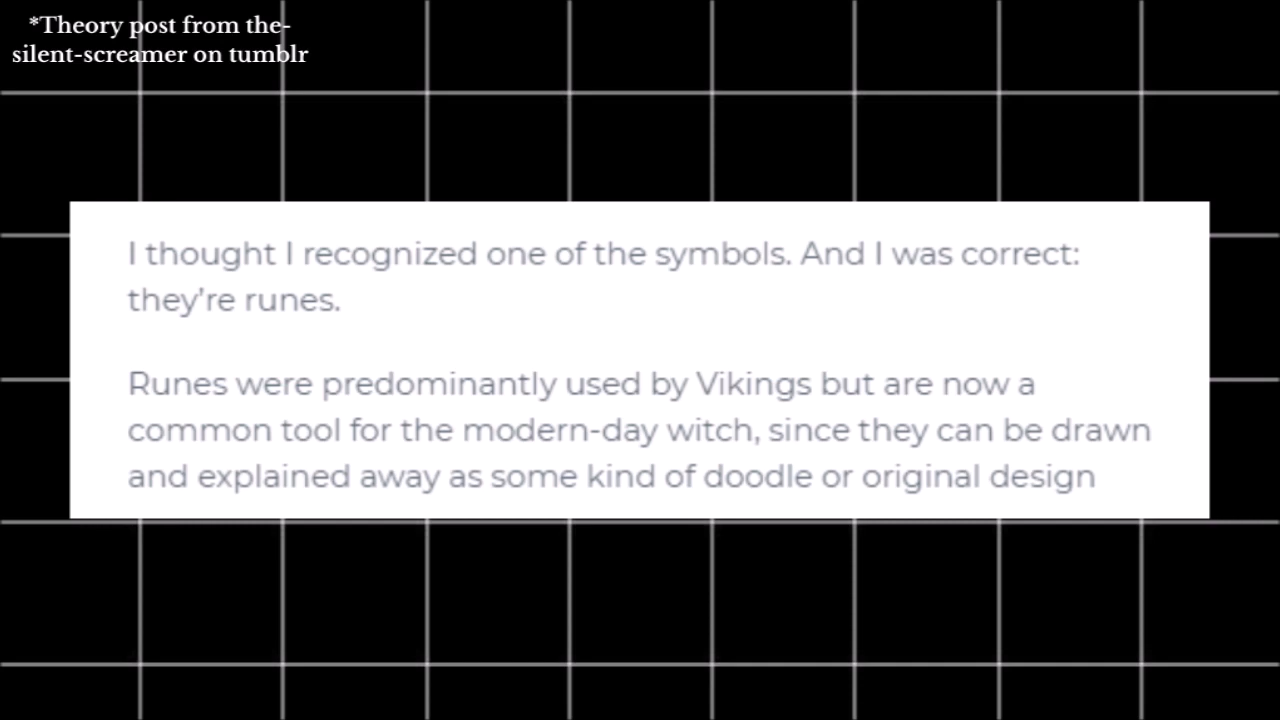 *Theory post from the-
silent-screamer on tumblr
I thought I recognized one of the symbols. And I was correct:
they're runes.
Runes were predominantly used by Vikings but are now a
common tool for the modern-day witch, since they can be drawn
and explained away as some kind of doodle or original design